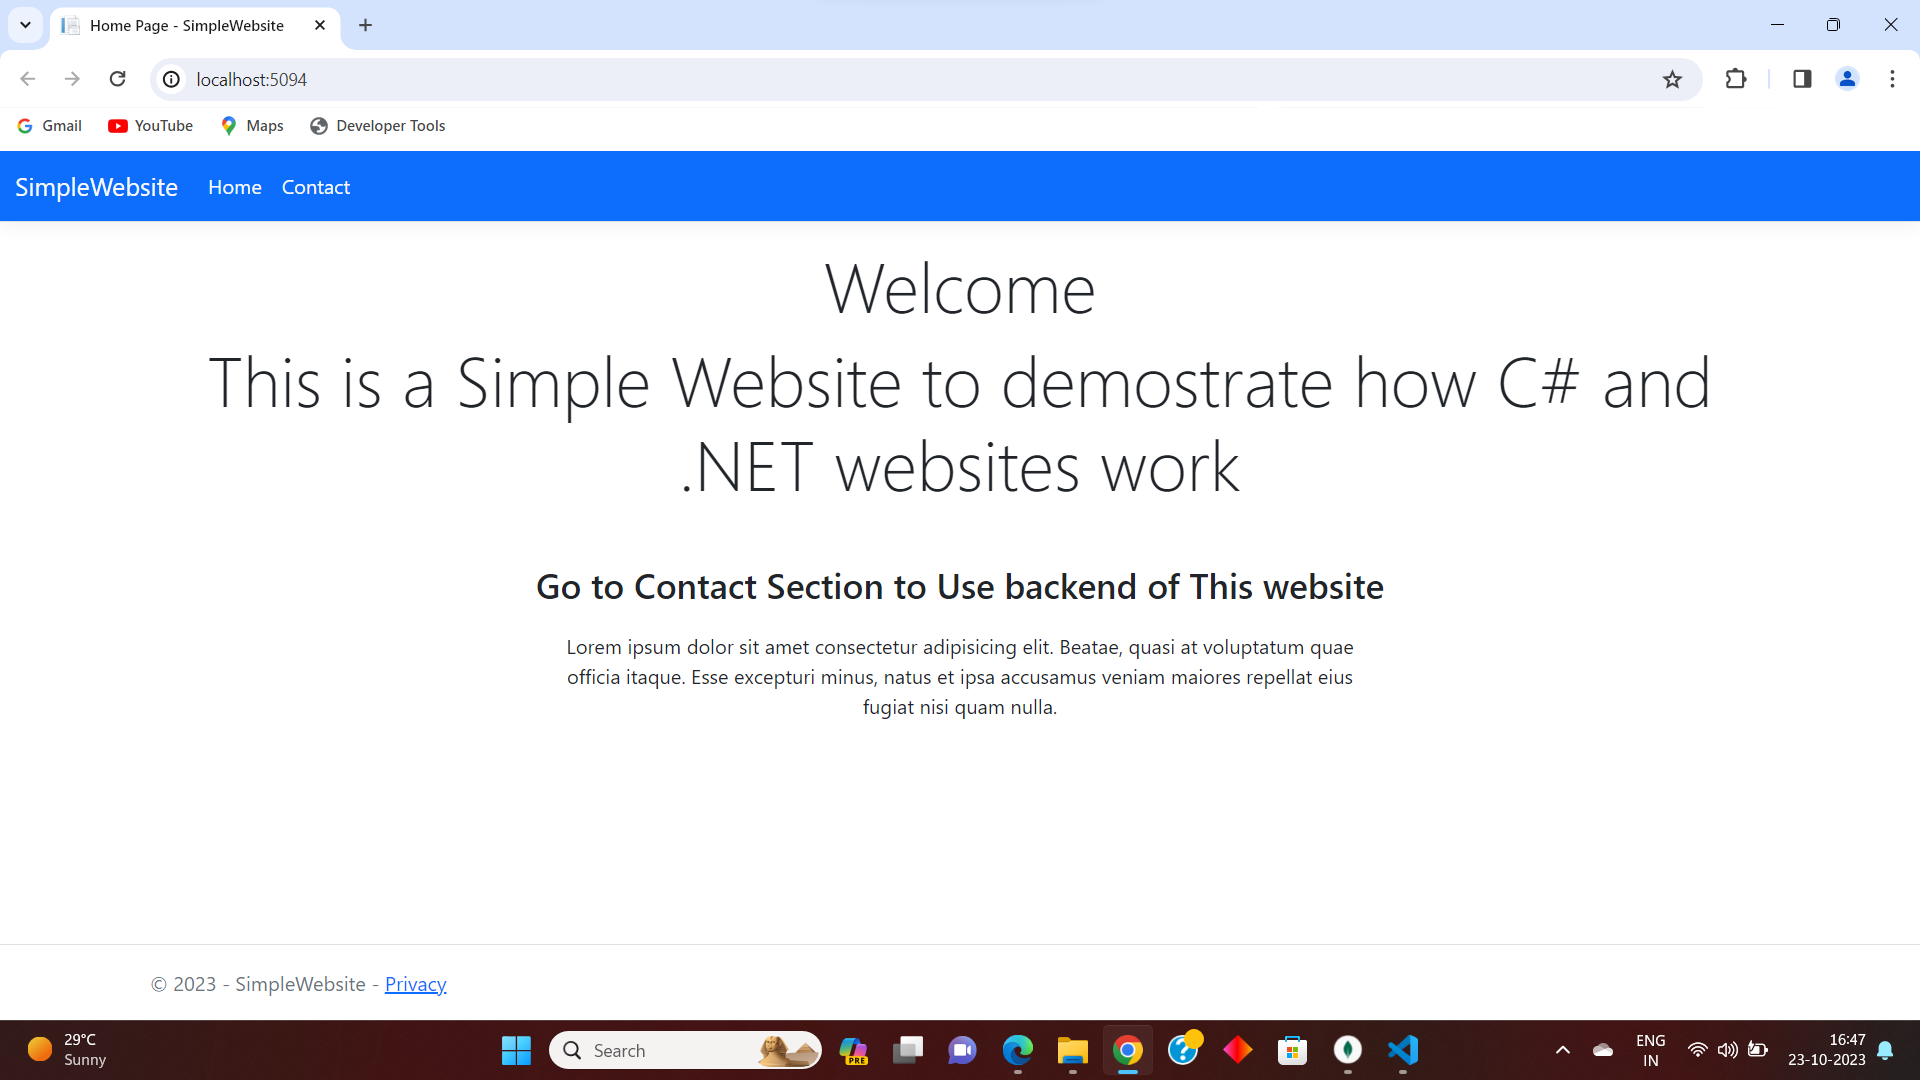 Home Page - SimpleWebsite
localhost:5094
Gmail
YouTube
Maps
Developer Tools
SimpleWebsite
Home
Contact
Welcome
This is a Simple Website to demostrate how C# and
.NET websites work
Go to Contact Section to Use backend of This website
Lorem ipsum dolor sit amet consectetur adipisicing elit. Beatae, quasi at voluptatum quae
officia itaque. Esse excepturi minus, natus et ipsa accusamus veniam maiores repellat eius
fugiat nisi quam nulla.
© 2023 - SimpleWebsite - Privacy
29°C
Sunny
Search
PRE
ENG
IN
16:47
23-10-2023